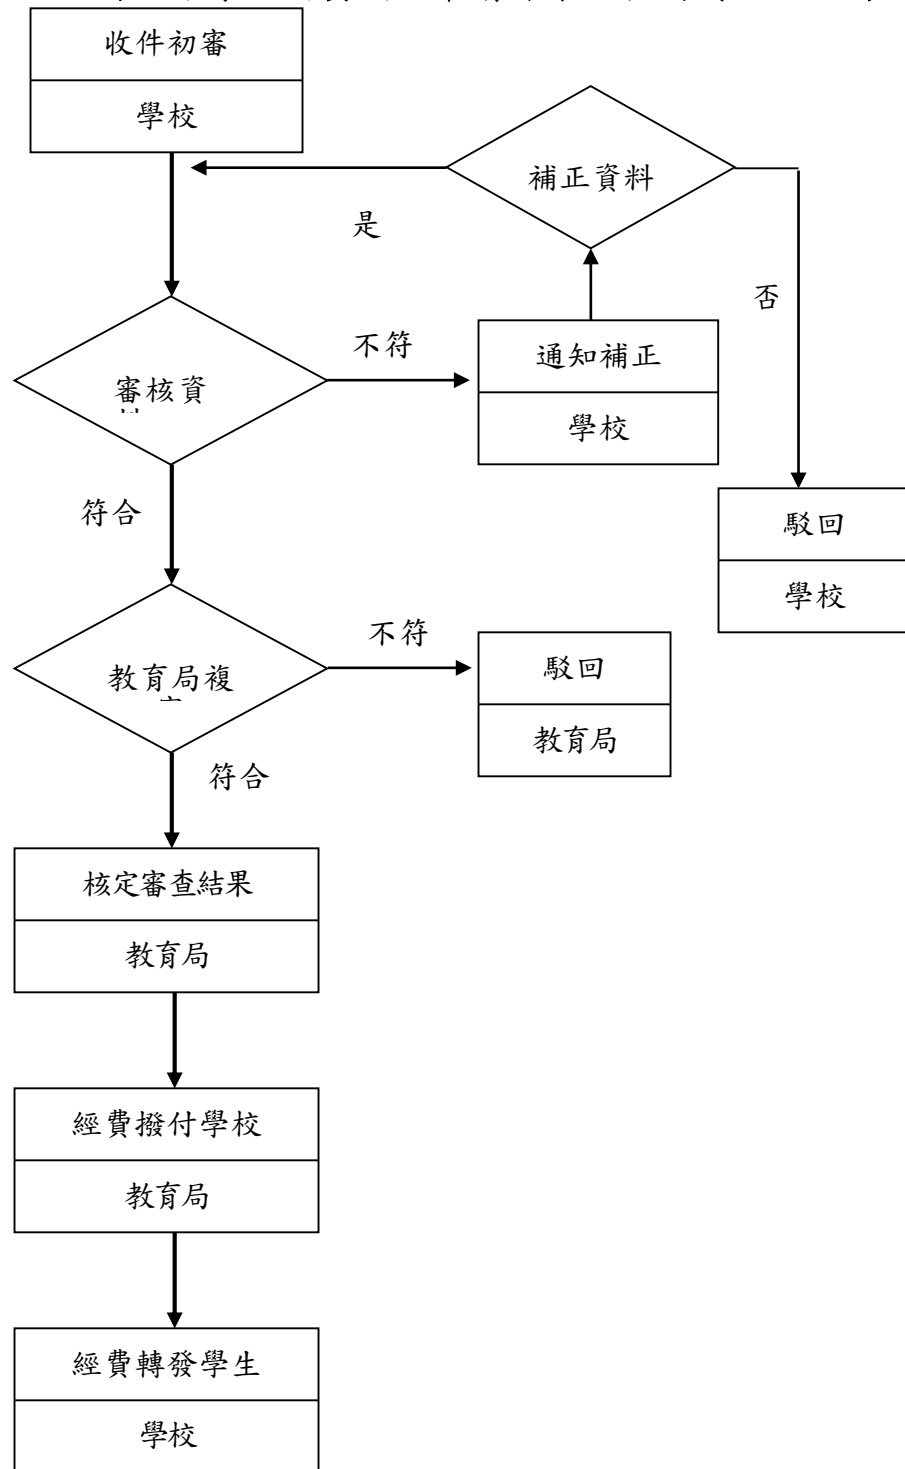 收件初審
學校
補正資料
是
否
不符
通知補正
學校
審核資
符合
駁回
學校
不符
教育局複
駁回
教育局
符合
核定審查結果
教育局
經費撥付學校
教育局
經費轉發學生
學校